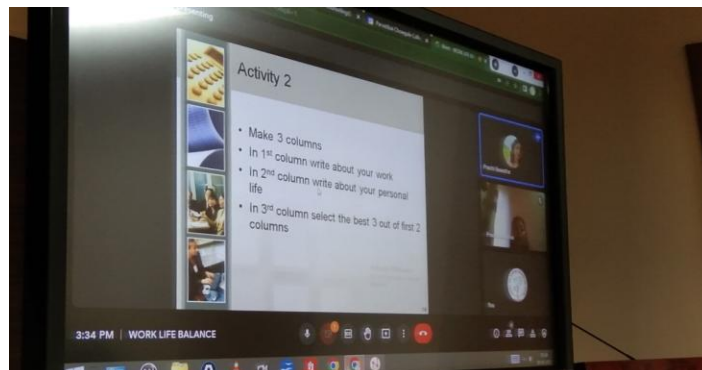 Activity 2
• Make 3 columns
• In 1st column write about your work
• In 2nd column write about your personal
life
• In 3rd column select the best 3 out of first 2
columns
3:34 PM | WORK LIFE BALANCE